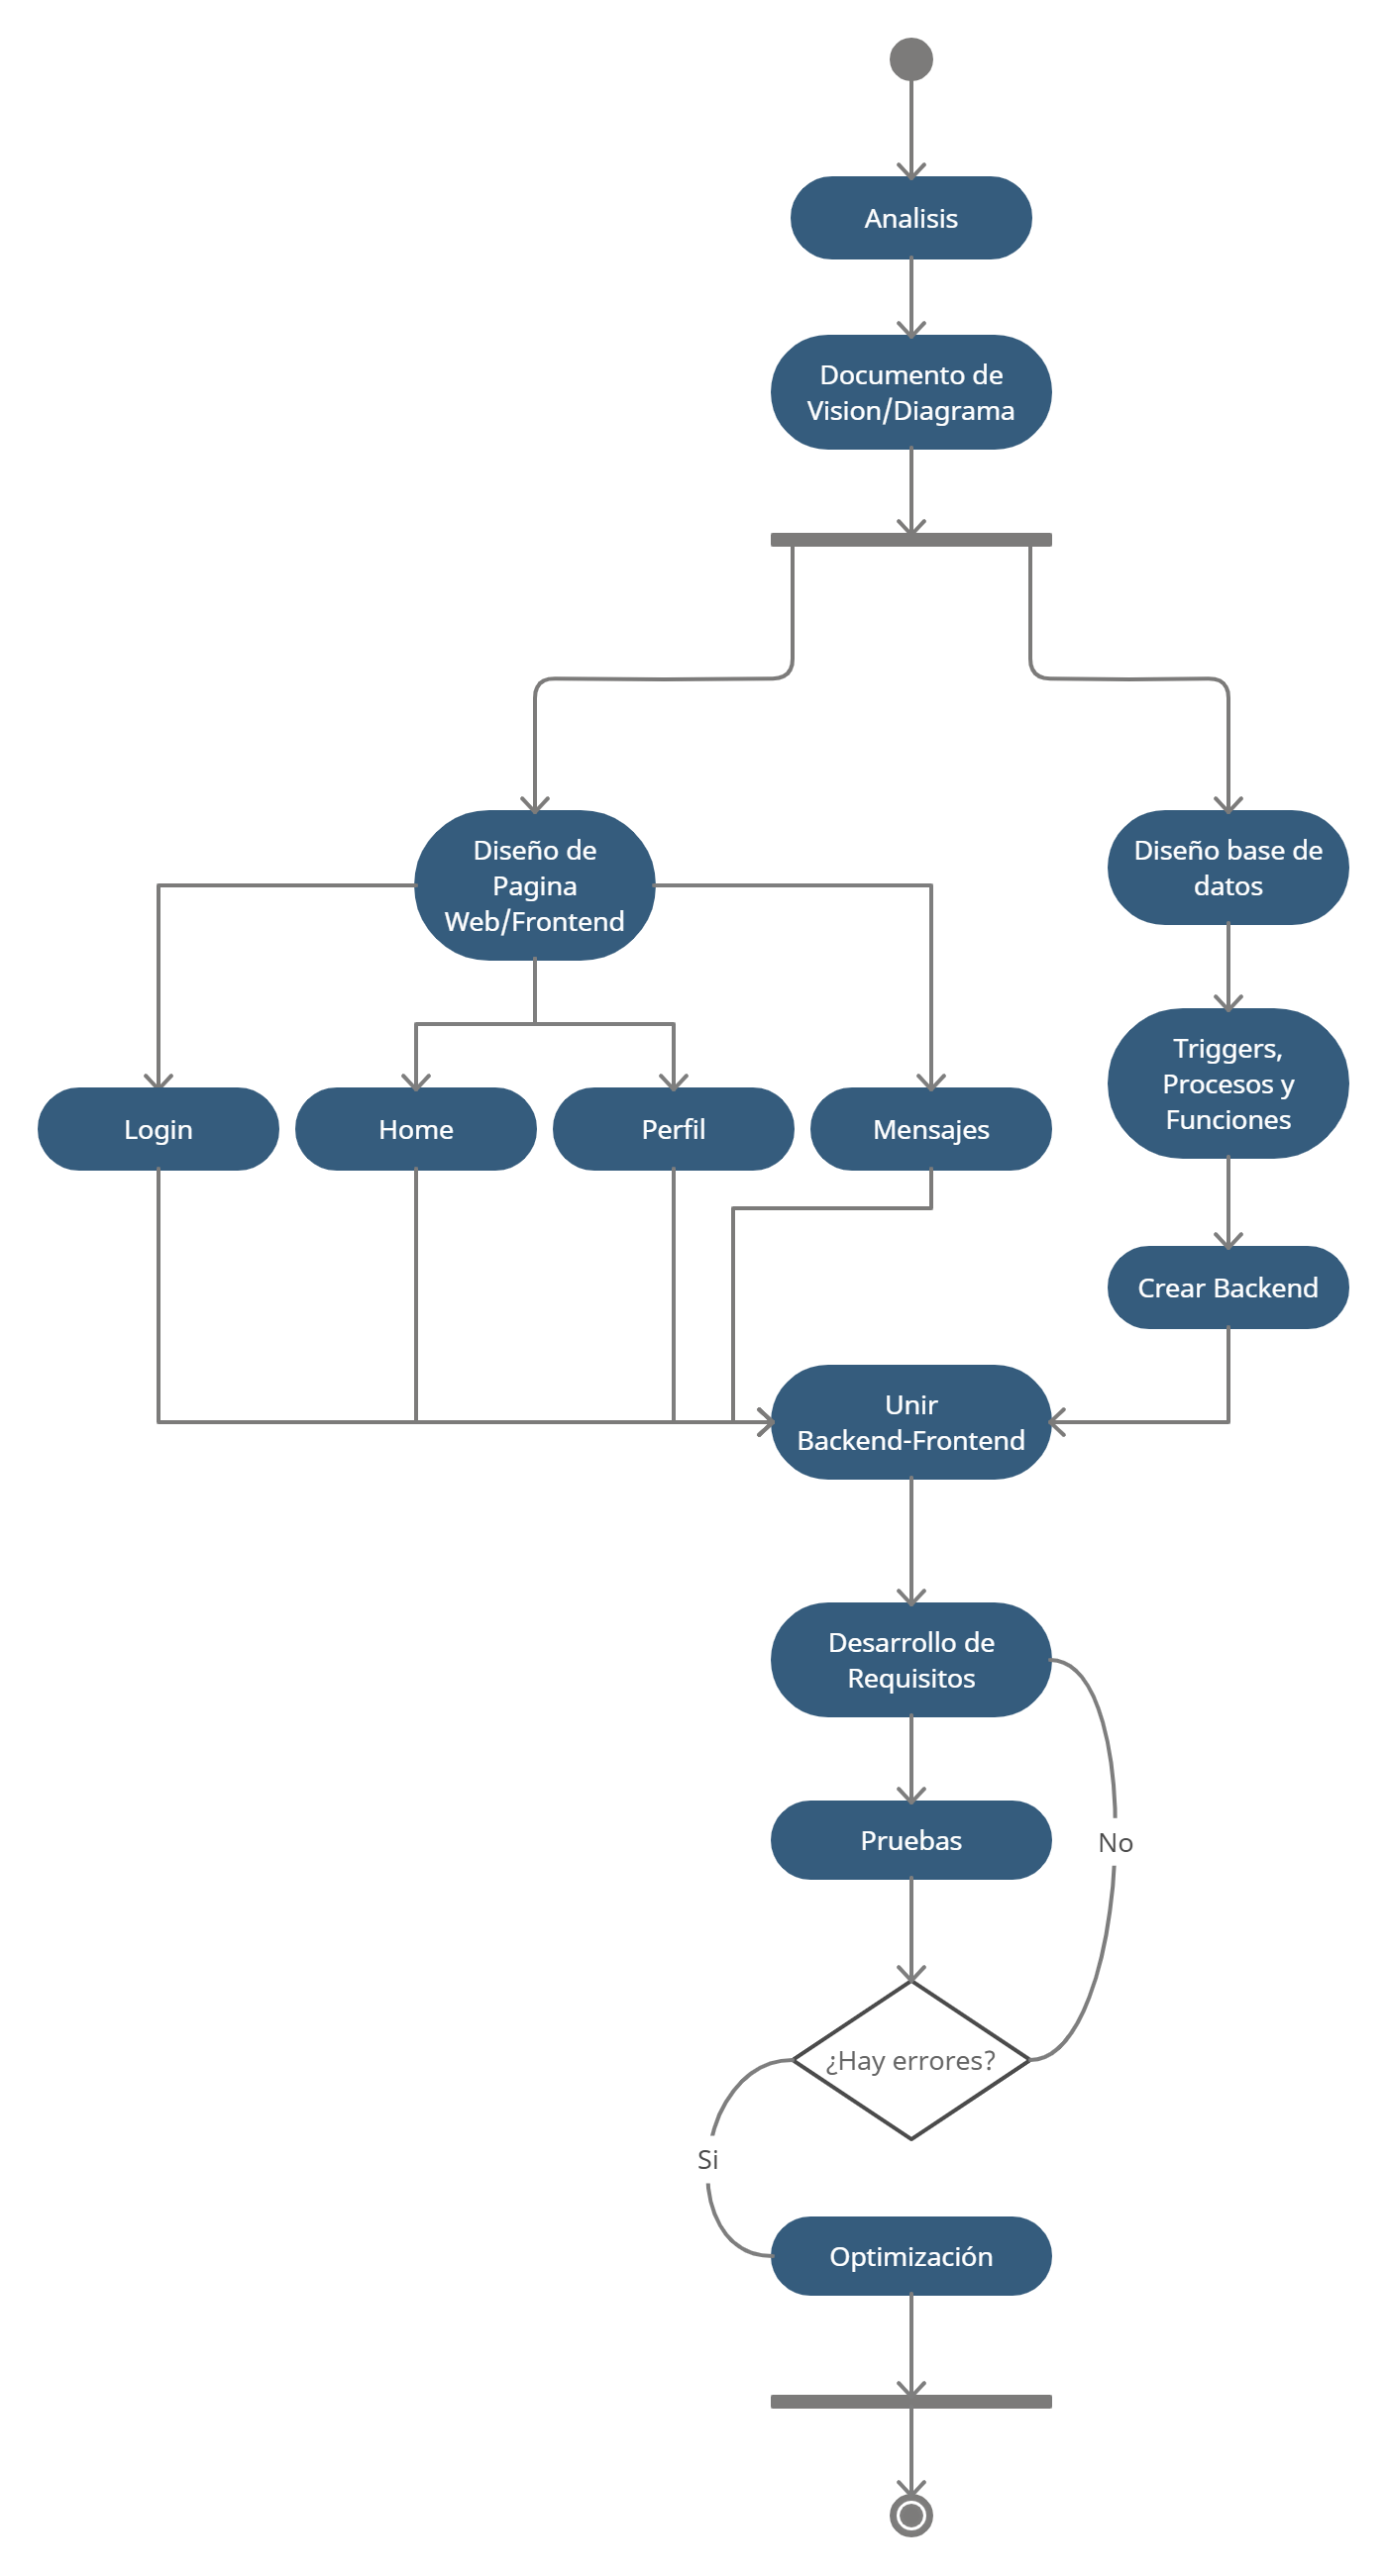 Analisis
Documento de
Vision/Diagrama
Diseño de
Pagina
Web/Frontend
Diseño base de
datos
Login
Home
Perfil
Mensajes
Triggers,
Procesos y
Funciones
Crear Backend
Unir
Backend-Frontend
Desarrollo de
Requisitos
Pruebas
No
¿Hay errores?
Si
Optimización